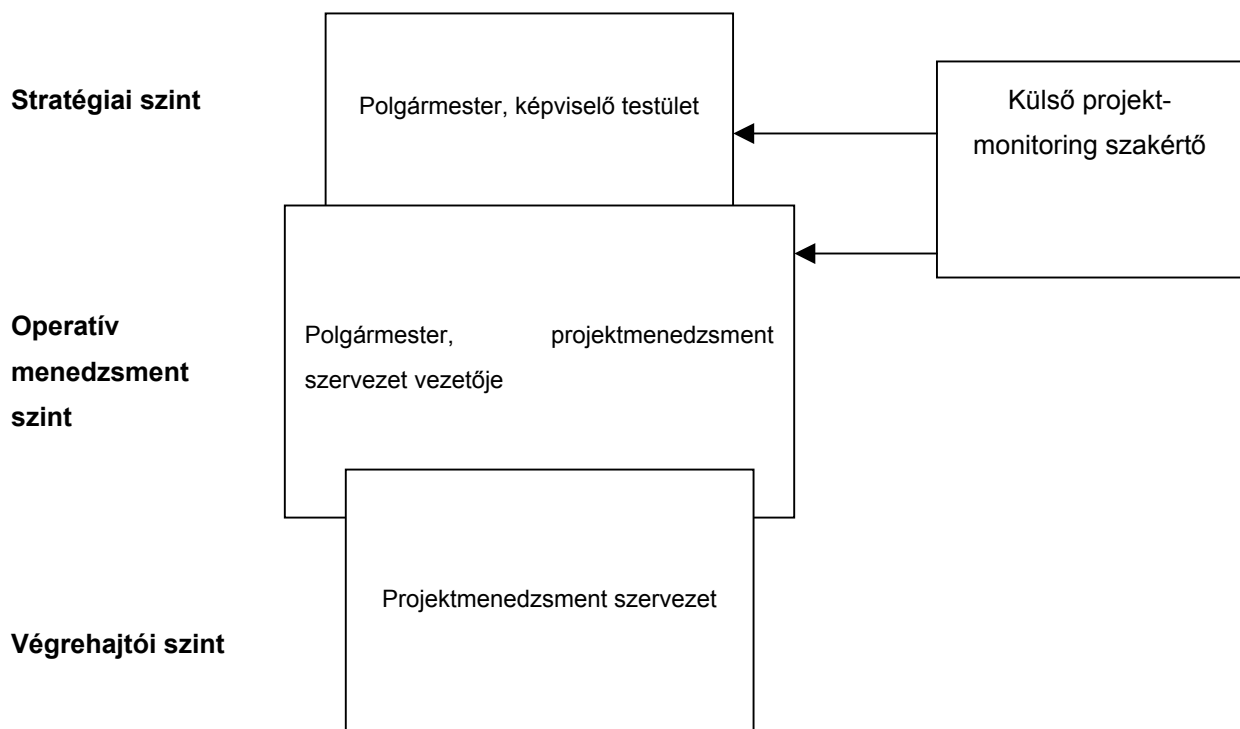 Stratégiai szint
Polgármester, képviselő testület
Külső projekt-
monitoring szakértő
Operatív
menedzsment
szint
Polgármester, projektmenedzsment
szervezet vezetője
Projektmenedzsment szervezet
Végrehajtói szint